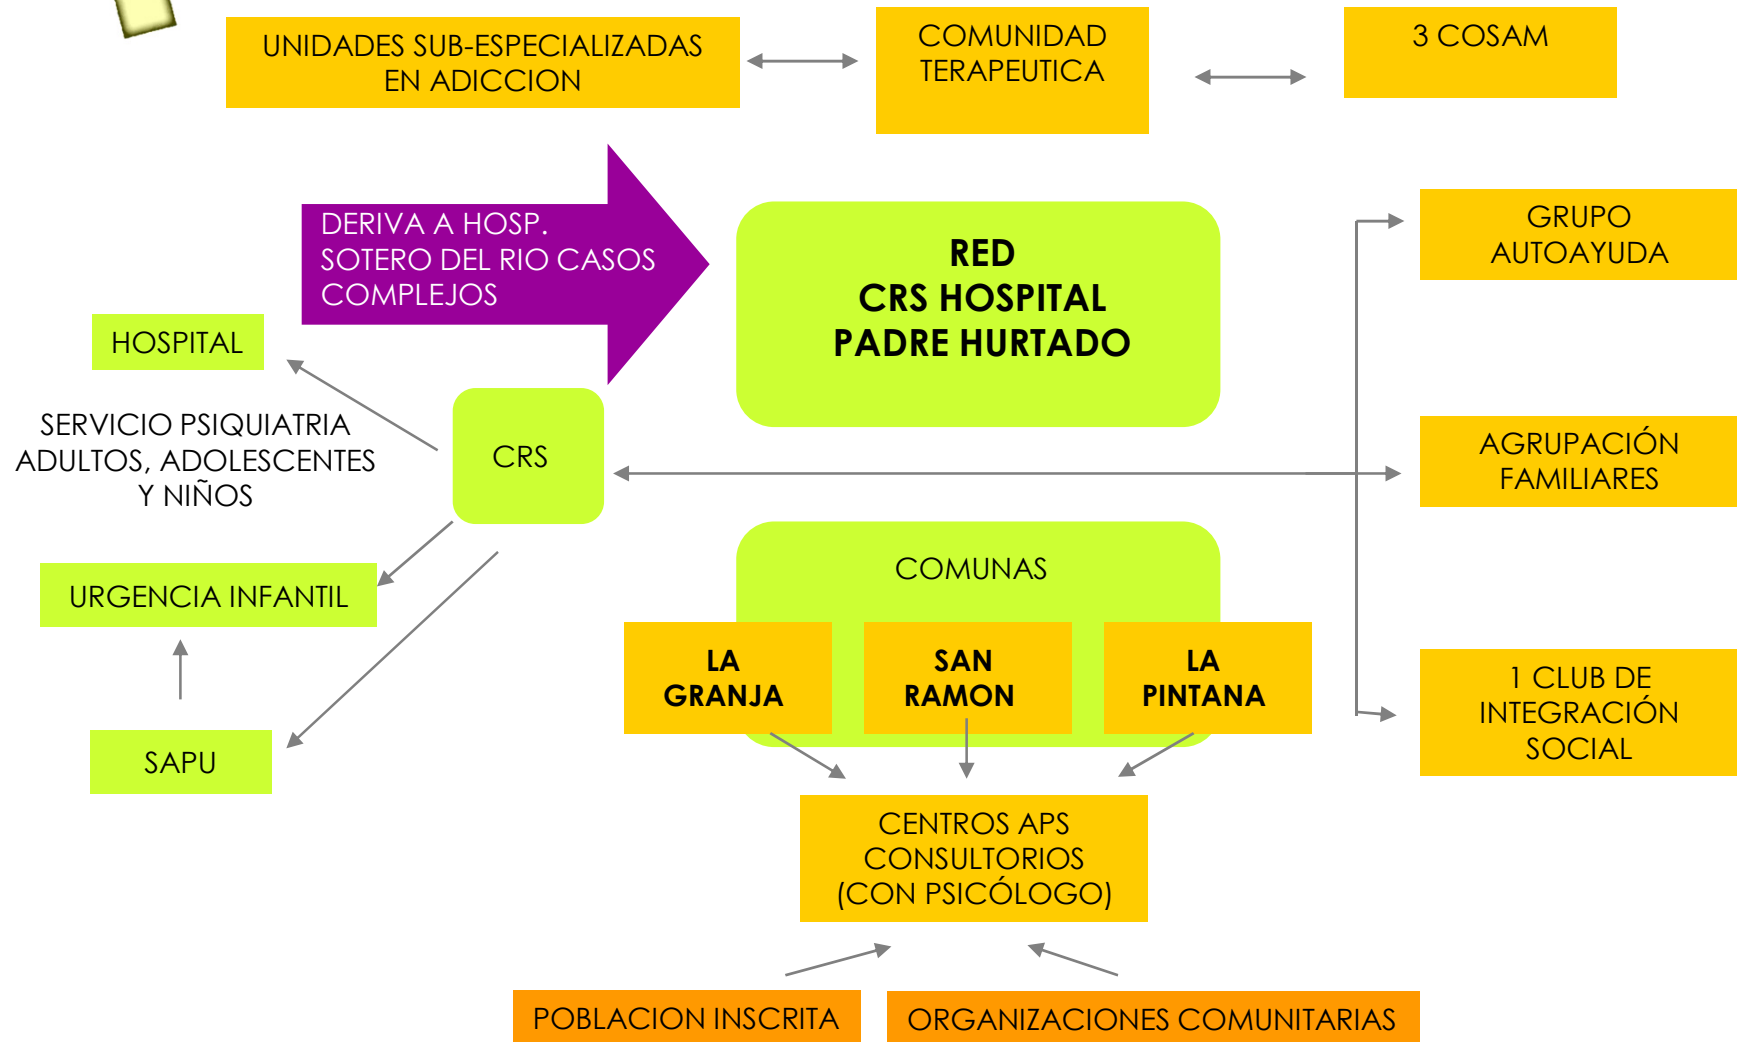 UNIDADES SUB-ESPECIALIZADAS
EN ADICCION
COMUNIDAD
TERAPEUTICA
3 COSAM
DERIVA A HOSP.
SOTERO DEL RIO CASOS
COMPLEJOS
RED
CRS HOSPITAL
PADRE HURTADO
GRUPO
AUTOAYUDA
HOSPITAL
SERVICIO PSIQUIATRIA
ADULTOS, ADOLESCENTES
Y NIÑOS
CRS
AGRUPACIÓN
FAMILIARES
URGENCIA INFANTIL
COMUNAS
LA
GRANJA
SAN
RAMON
LA
PINTANA
1 CLUB DE
INTEGRACIÓN
SOCIAL
SAPU
CENTROS APS
CONSULTORIOS
(CON PSICÓLOGO)
POBLACION INSCRITA
ORGANIZACIONES COMUNITARIAS